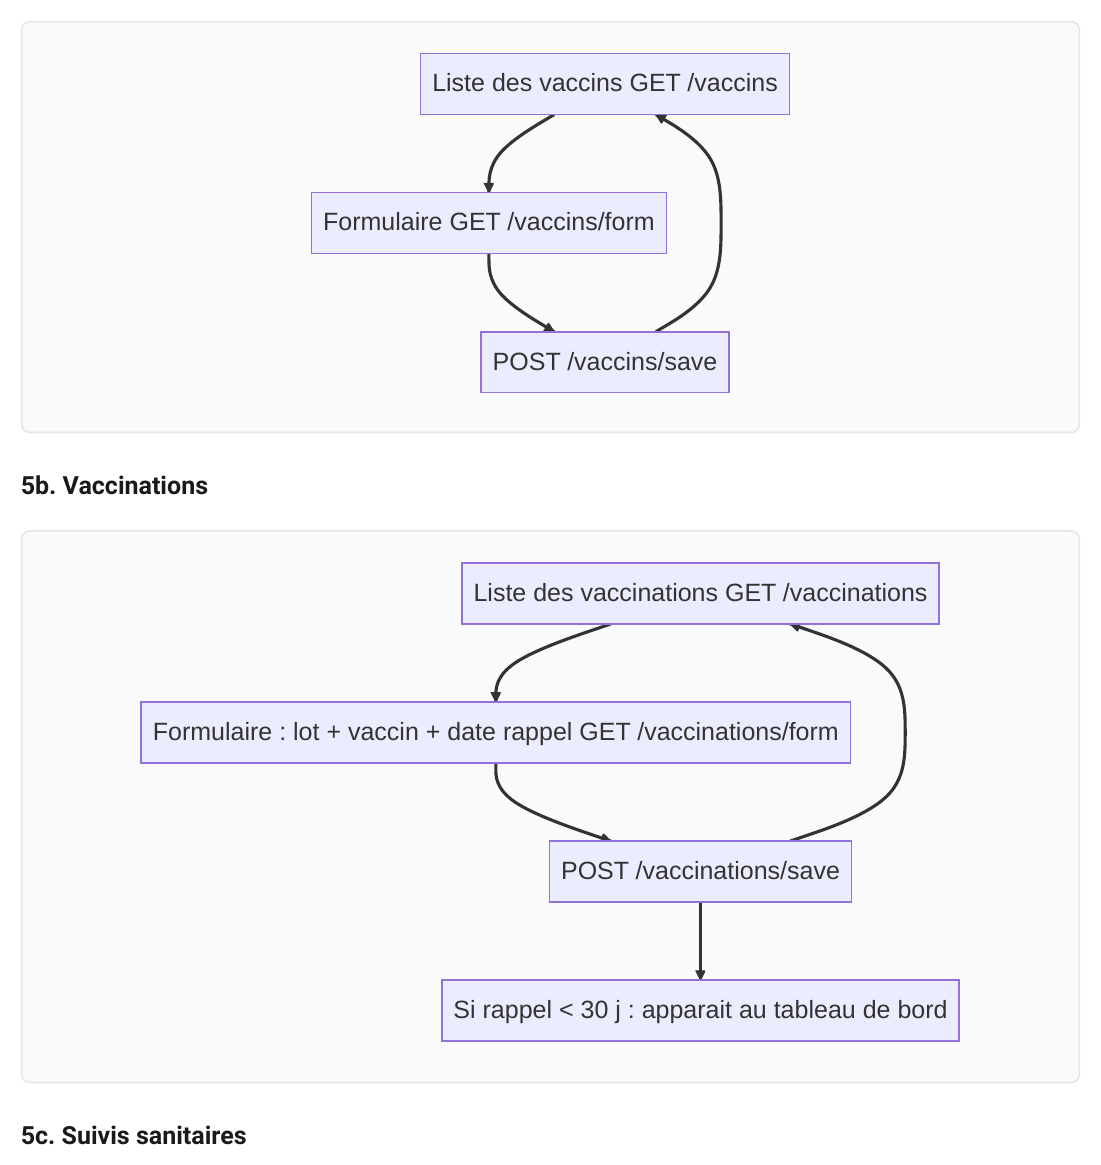 Liste des vaccins GET /vaccins
Formulaire GET /vaccins/form
POST /vaccins/save
5b. Vaccinations
Liste des vaccinations GET /vaccinations
Formulaire : lot + vaccin + date rappel GET /vaccinations/form
POST /vaccinations/save
Si rappel < 30 j : apparait au tableau de bord
5c. Suivis sanitaires